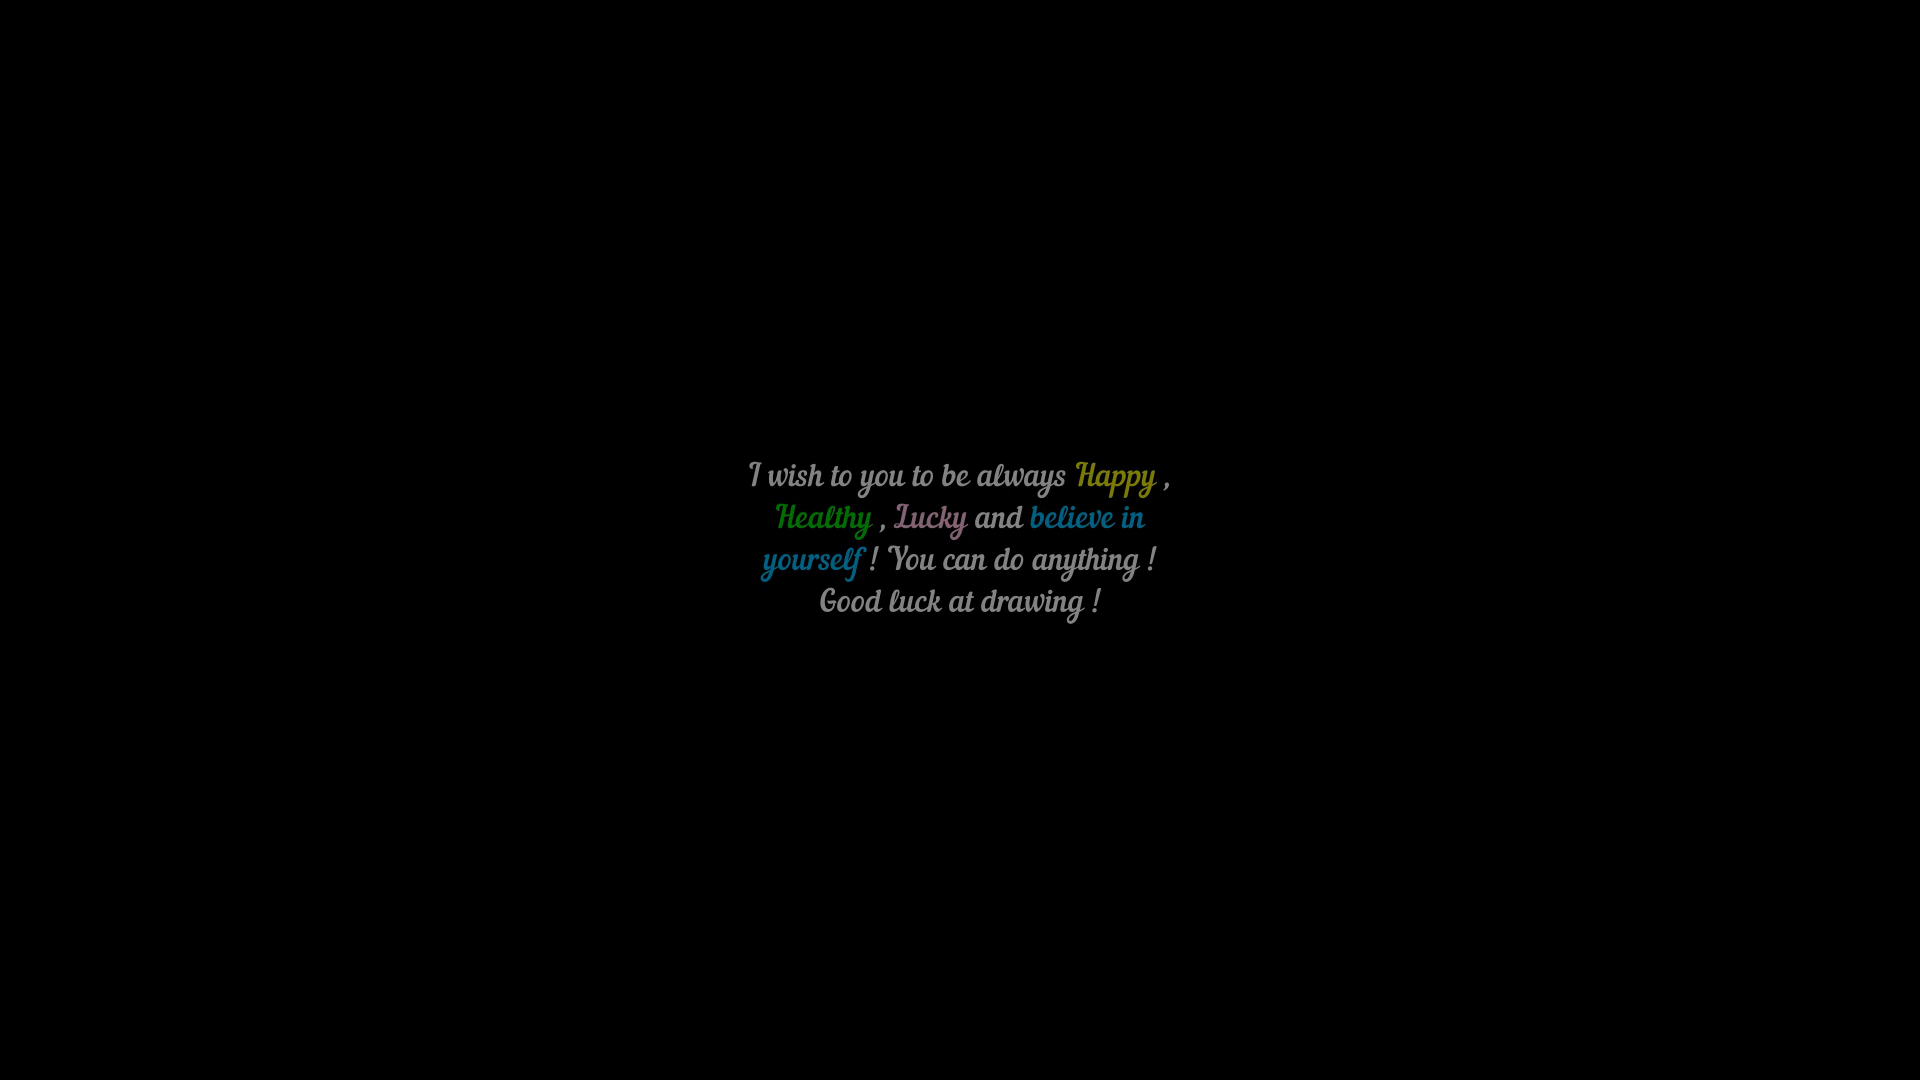 I wish to you to be always Happy ,
Healthy , Lucky and believe in
yourself ! You can do anything !
Good luck at drawing !